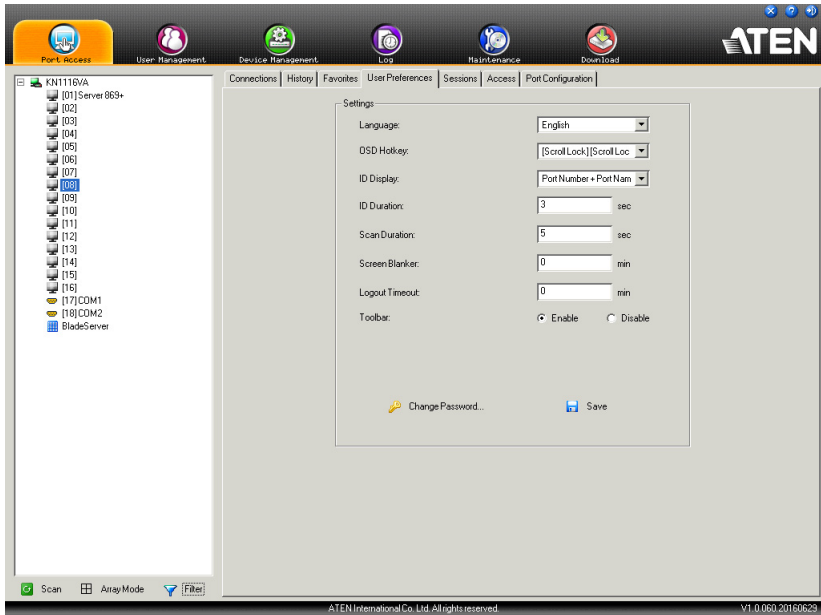 ATEN
Port Access
User Management
Device Management
Log
Maintenance
Download
KN1116VA
[01]Server 869+
[02]
[03]
[04]
[05]
[06]
[07]
[08]
[09]
[10]
[11]
[12]
[13]
[14]
[15]
[16]
[17]COM1
[18]COM2
BladeServer
Connections
History
Favorites
User Preferences
Sessions
Access
Port Configuration
Settings
Language: English
OSD Hotkey: [Scroll Lock] [Scroll Loc
ID Display: Port Number + Port Nam
ID Duration: 3 sec
Scan Duration: 5 sec
Screen Blanker: 0 min
Logout Timeout: 0 min
Toolbar: Enable Disable
Change Password...
Save
Scan
Array Mode
Filter
ATEN International Co. Ltd. All rights reserved.
V1.0.060.20160629